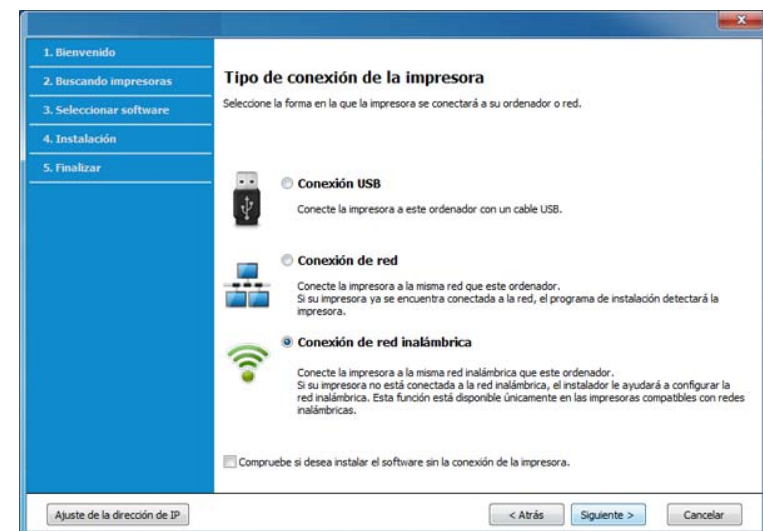 1. Bienvenido
2. Buscando impresoras
3. Seleccionar software
4. Instalación
5. Finalizar
Tipo de conexión de la impresora
Seleccione la forma en la que la impresora se conectará a su ordenador o red.
Conexión USB
Conecte la impresora a este ordenador con un cable USB.
Conexión de red
Conecte la impresora a la misma red que este ordenador.
Si su impresora ya se encuentra conectada a la red, el programa de instalación detectará la
impresora.
Conexión de red inalámbrica
Conecte la impresora a la misma red inalámbrica que este ordenador.
Si su impresora no está conectada a la red inalámbrica, el instalador le ayudará a configurar la
red inalámbrica. Esta función está disponible únicamente en las impresoras compatibles con redes
inalámbricas.
Compruebe si desea instalar el software sin la conexión de la impresora.
Ajuste de la dirección de IP
< Atrás
Siguiente >
Cancelar